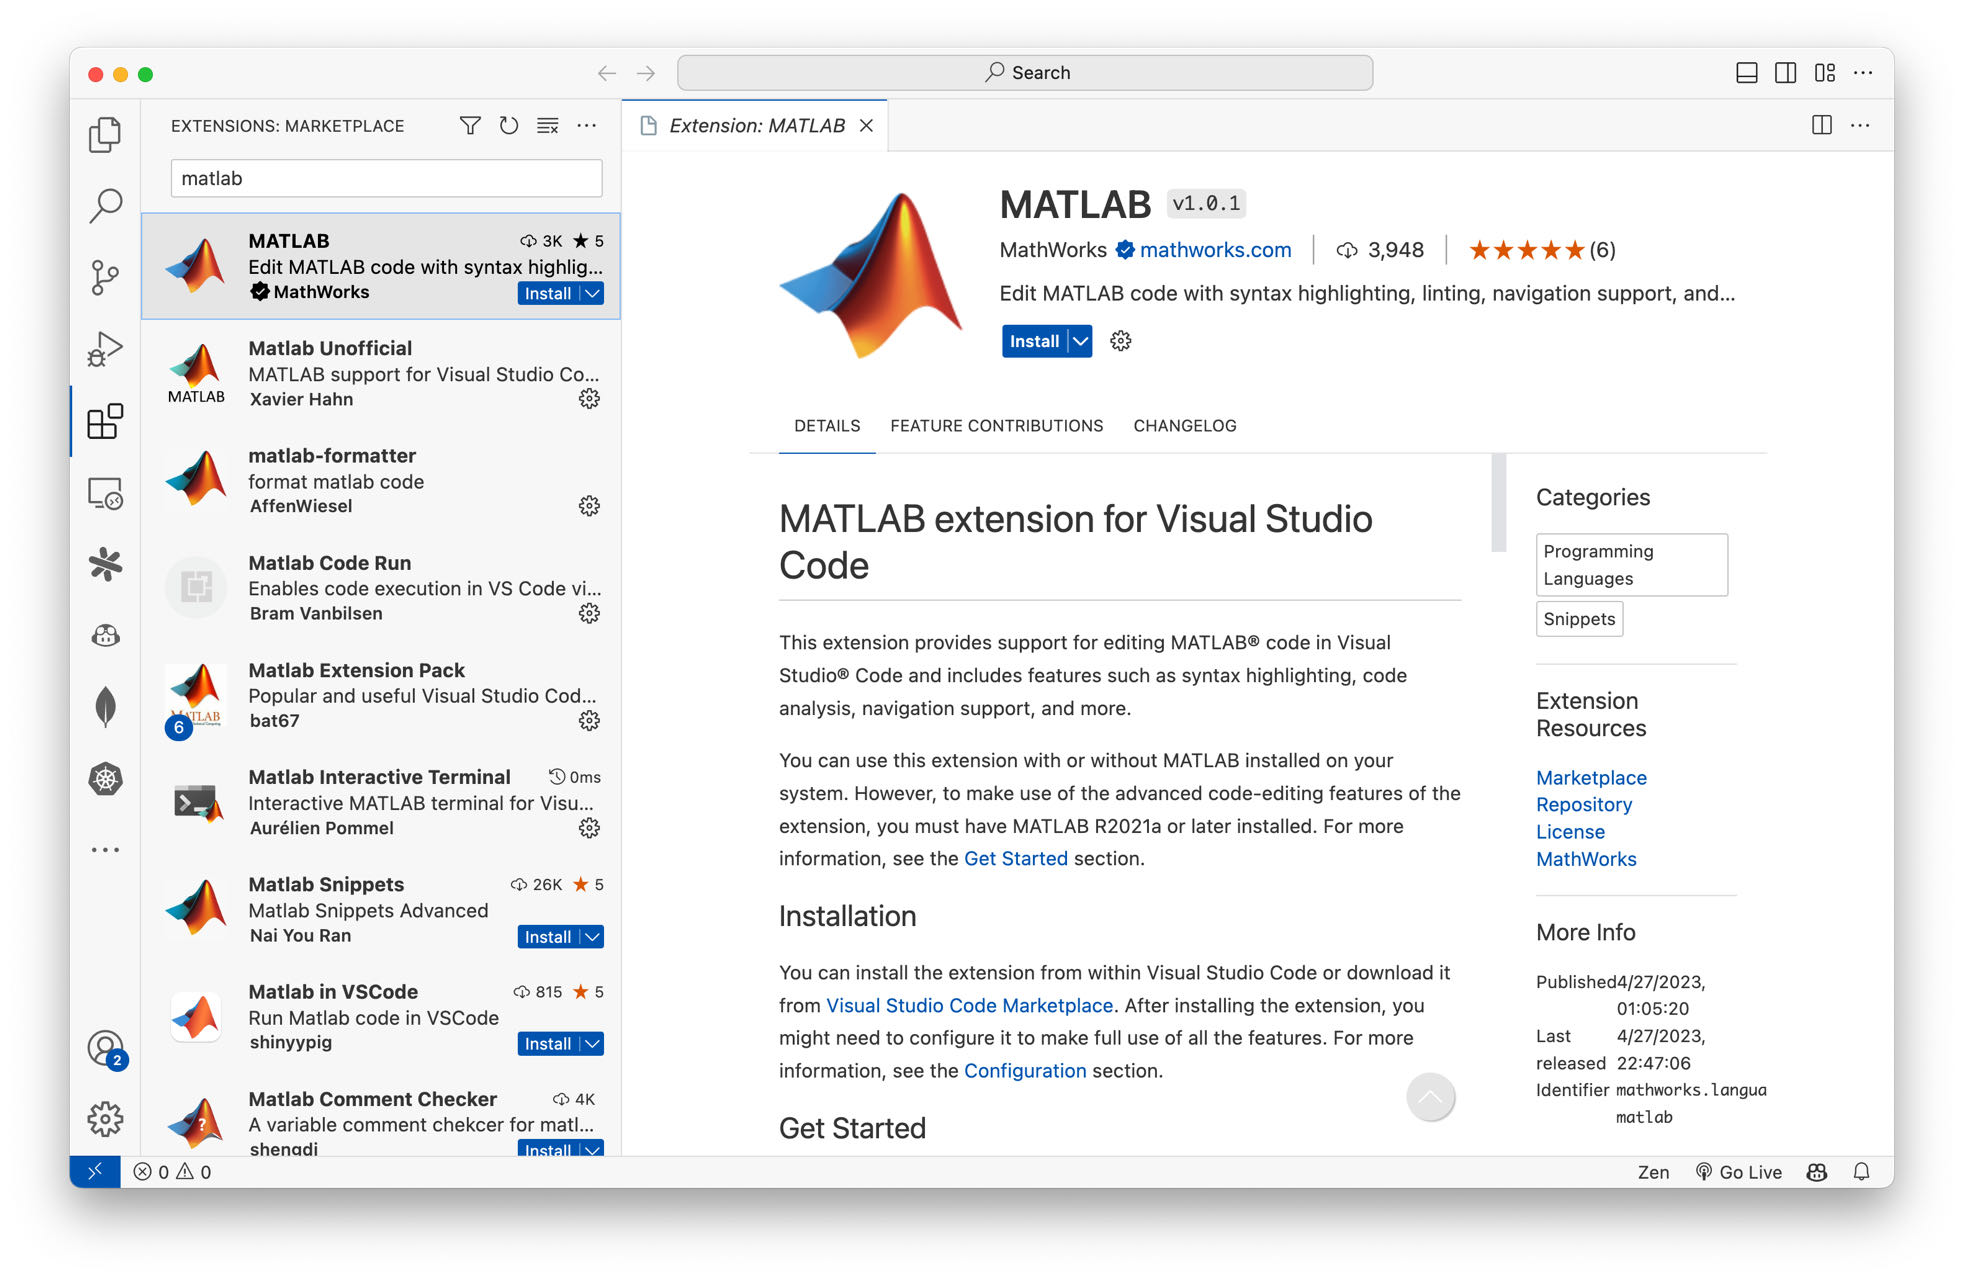 Search
EXTENSIONS: MARKETPLACE
matlab
MATLAB 3K ★ 5
Edit MATLAB code with syntax highlig...
MathWorks Install
Matlab Unofficial
MATLAB support for Visual Studio Co...
Xavier Hahn
MATLAB
matlab-formatter
format matlab code
AffenWiesel
Matlab Code Run
Enables code execution in VS Code vi...
Bram Vanbilsen
Matlab Extension Pack
Popular and useful Visual Studio Cod...
bat67
6
Matlab Interactive Terminal 0ms
Interactive MATLAB terminal for Visu...
Aurélien Pommel
Matlab Snippets 26K ★ 5
Matlab Snippets Advanced
Nai You Ran Install
Matlab in VSCode 815 ★ 5
Run Matlab code in VSCode
shinyypig Install
Matlab Comment Checker 4K
A variable comment chekcer for matl...
shengdi Install
2
Extension: MATLAB
MATLAB v1.0.1
MathWorks mathworks.com 3,948 ★★★★★ (6)
Edit MATLAB code with syntax highlighting, linting, navigation support, and...
Install
DETAILS FEATURE CONTRIBUTIONS CHANGELOG
MATLAB extension for Visual Studio
Code
This extension provides support for editing MATLAB® code in Visual
Studio® Code and includes features such as syntax highlighting, code
analysis, navigation support, and more.
You can use this extension with or without MATLAB installed on your
system. However, to make use of the advanced code-editing features of the
extension, you must have MATLAB R2021a or later installed. For more
information, see the Get Started section.
Installation
You can install the extension from within Visual Studio Code or download it
from Visual Studio Code Marketplace. After installing the extension, you
might need to configure it to make full use of all the features. For more
information, see the Configuration section.
Get Started
Categories
Programming
Languages
Snippets
Extension
Resources
Marketplace
Repository
License
MathWorks
More Info
Published 4/27/2023,
01:05:20
Last 4/27/2023,
released 22:47:06
Identifier mathworks.langua
matlab
0 0
Zen Go Live